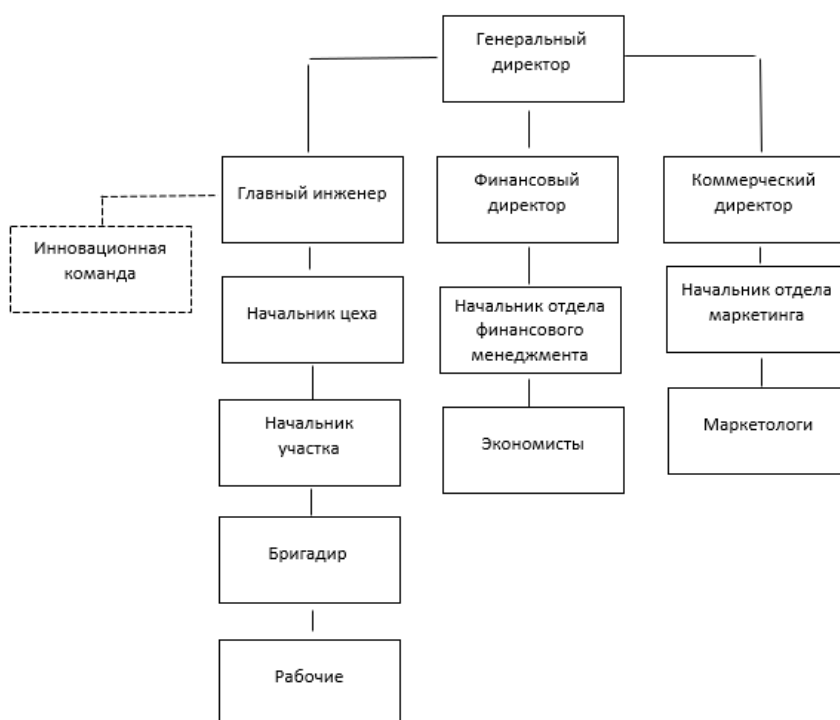 Генеральный
директор
Главный инженер
Финансовый
директор
Коммерческий
директор
Инновационная
команда
Начальник цеха
Начальник отдела
финансового
менеджмента
Начальник отдела
маркетинга
Начальник
участка
Экономисты
Маркетологи
Бригадир
Рабочие